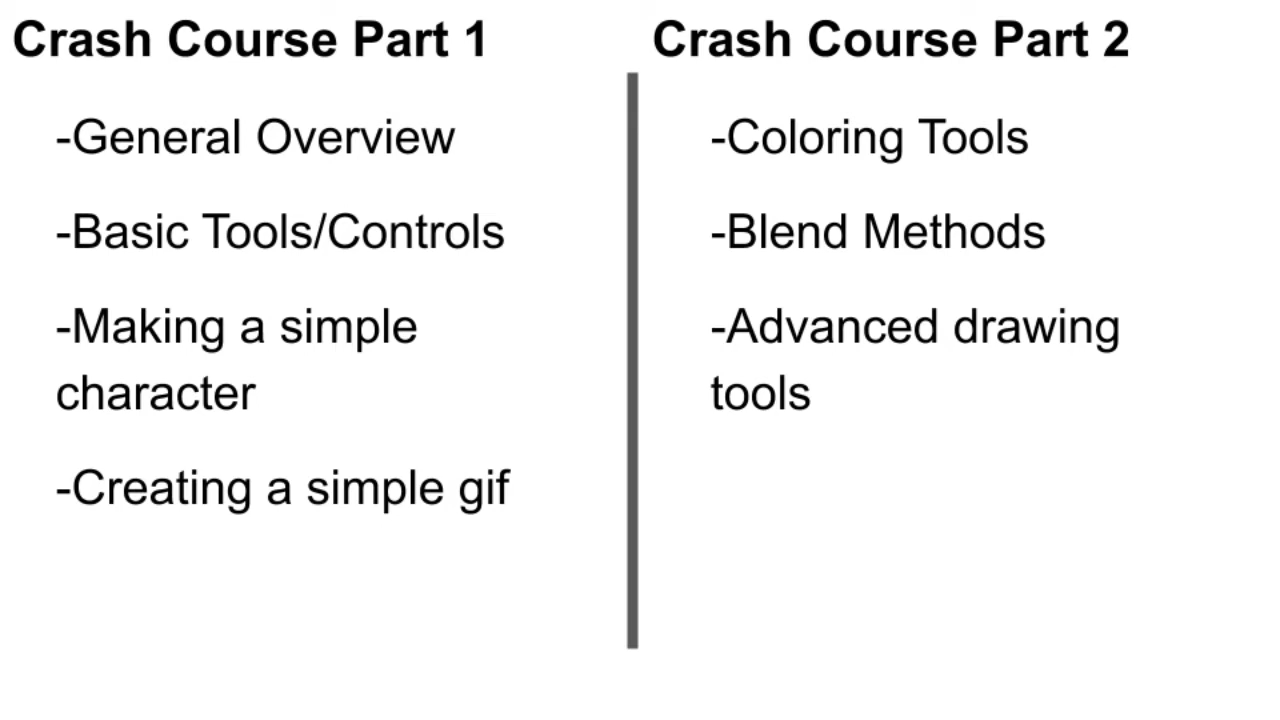 Crash Course Part 1
-General Overview
-Basic Tools/Controls
-Making a simple
character
-Creating a simple gif
Crash Course Part 2
-Coloring Tools
-Blend Methods
-Advanced drawing
tools